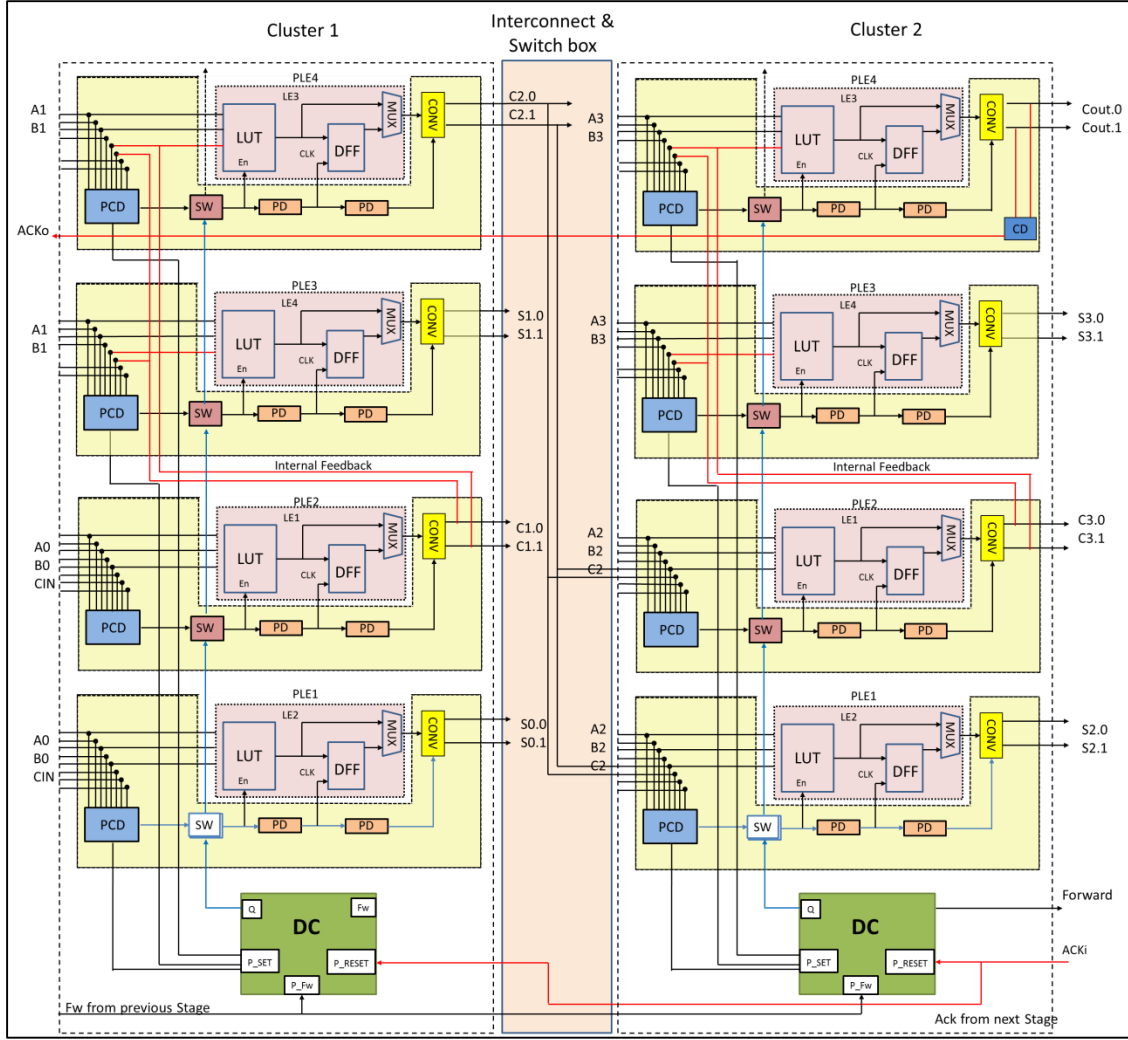 Cluster 1
Interconnect &
Switch box
Cluster 2
PLE4
LE3
A1
B1
LUT
En
CLK
DFF
MUX
CONV
C2.0
C2.1
PCD
SW
PD
PD
ACKo
PLE3
LE4
A1
B1
LUT
En
CLK
DFF
MUX
CONV
S1.0
S1.1
PCD
SW
PD
PD
Internal Feedback
PLE2
LE1
A0
B0
CIN
LUT
En
CLK
DFF
MUX
CONV
C1.0
C1.1
PCD
SW
PD
PD
PLE1
LE2
A0
B0
CIN
LUT
En
CLK
DFF
MUX
CONV
S0.0
S0.1
PCD
SW
PD
PD
Q
Fw
DC
P_SET
P_RESET
P_Fw
Fw from previous Stage
PLE4
LE3
A3
B3
LUT
En
CLK
DFF
MUX
CONV
Cout.0
Cout.1
PCD
SW
PD
PD
CD
PLE3
LE4
A3
B3
LUT
En
CLK
DFF
MUX
CONV
S3.0
S3.1
PCD
SW
PD
PD
Internal Feedback
PLE2
LE1
A2
B2
C2
LUT
En
CLK
DFF
MUX
CONV
C3.0
C3.1
PCD
SW
PD
PD
PLE1
LE2
A2
B2
C2
LUT
En
CLK
DFF
MUX
CONV
S2.0
S2.1
PCD
SW
PD
PD
Q
DC
P_SET
P_RESET
P_Fw
Forward
ACKi
Ack from next Stage